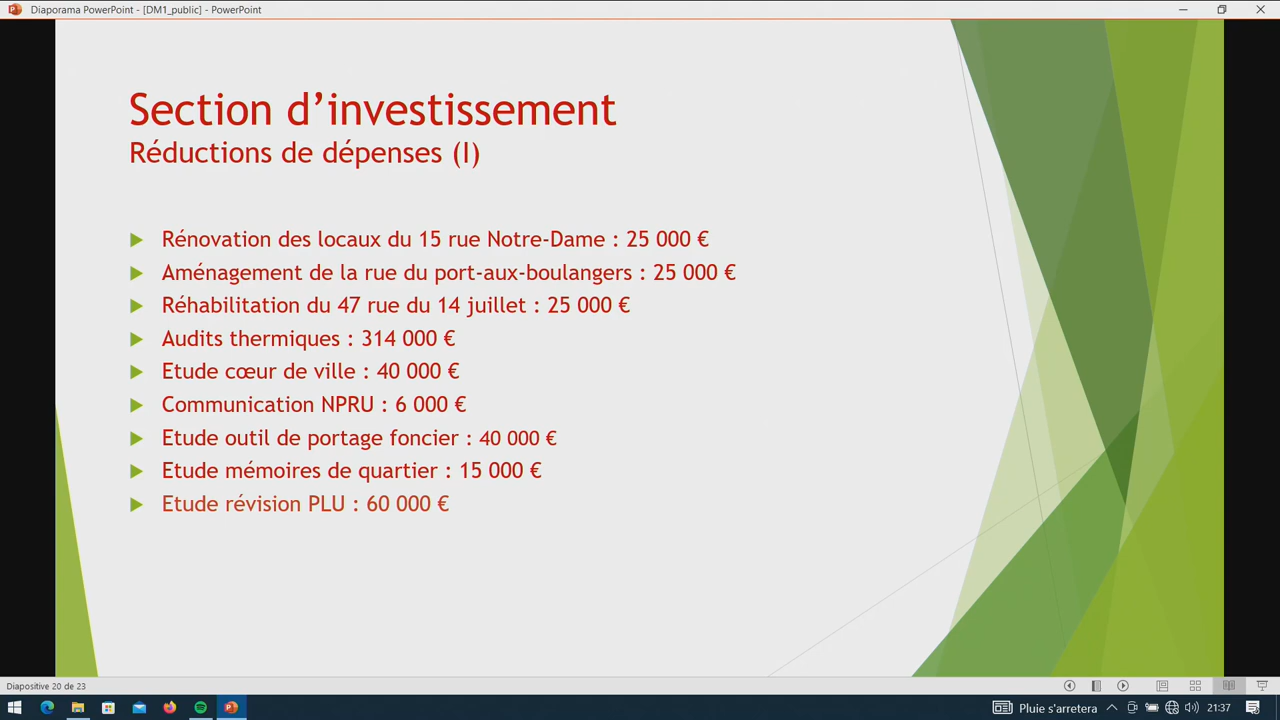 Diaporama PowerPoint - [DM1_public] - PowerPoint
Section d’investissement
Réductions de dépenses (I)
Rénovation des locaux du 15 rue Notre-Dame : 25 000 €
Aménagement de la rue du port-aux-boulangers : 25 000 €
Réhabilitation du 47 rue du 14 juillet : 25 000 €
Audits thermiques : 314 000 €
Etude cœur de ville : 40 000 €
Communication NPRU : 6 000 €
Etude outil de portage foncier : 40 000 €
Etude mémoires de quartier : 15 000 €
Etude révision PLU : 60 000 €
Diapositive 20 de 23
Pluie s'arretera
21:37